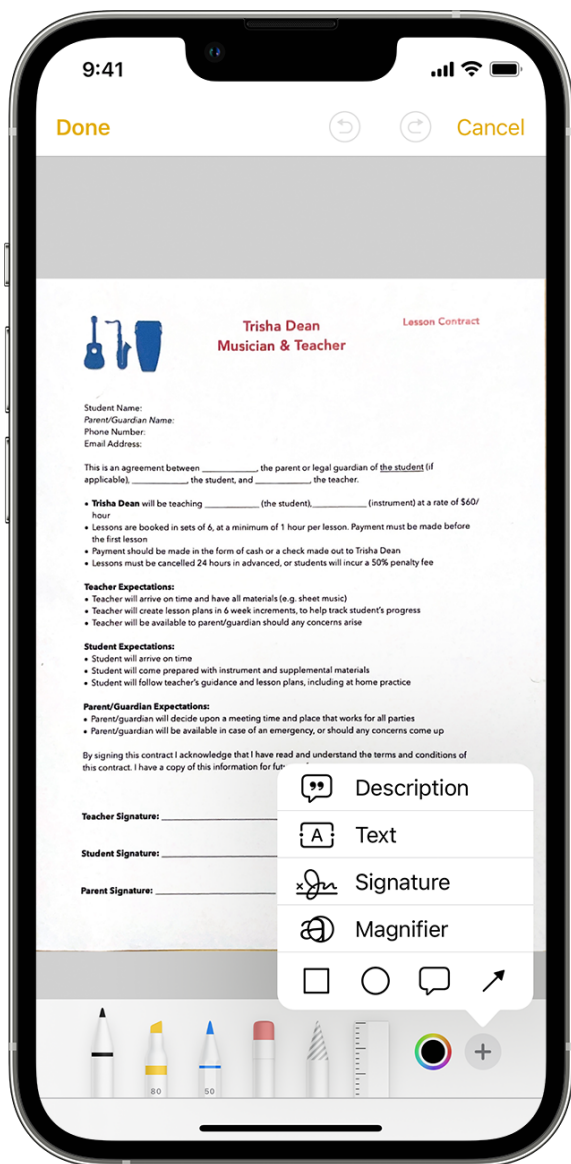 9:41
Done
Cancel
Trisha Dean
Musician & Teacher
Lesson Contract
Student Name:
Parent/Guardian Name:
Phone Number:
Email Address:
This is an agreement between ____________, the parent or legal guardian of the student (if
applicable), ____________, the student, and ____________, the teacher.
• Trisha Dean will be teaching ____________ (the student),____________ (instrument) at a rate of $60/
hour
• Lessons are booked in sets of 6, at a minimum of 1 hour per lesson. Payment must be made before
the first lesson
• Payment should be made in the form of cash or a check made out to Trisha Dean
• Lessons must be cancelled 24 hours in advanced, or students will incur a 50% penalty fee
Teacher Expectations:
• Teacher will arrive on time and have all materials (e.g. sheet music)
• Teacher will create lesson plans in 6 week increments, to help track student's progress
• Teacher will be available to parent/guardian should any concerns arise
Student Expectations:
• Student will arrive on time
• Student will come prepared with instrument and supplemental materials
• Student will follow teacher's guidance and lesson plans, including at home practice
Parent/Guardian Expectations:
• Parent/guardian will decide upon a meeting time and place that works for all parties
• Parent/guardian will be available in case of an emergency, or should any concerns come up
By signing this contract I acknowledge that I have read and understand the terms and conditions of
this contract. I have a copy of this information for
Teacher Signature:
Student Signature:
Parent Signature:
Description
A Text
Signature
Magnifier
80
50